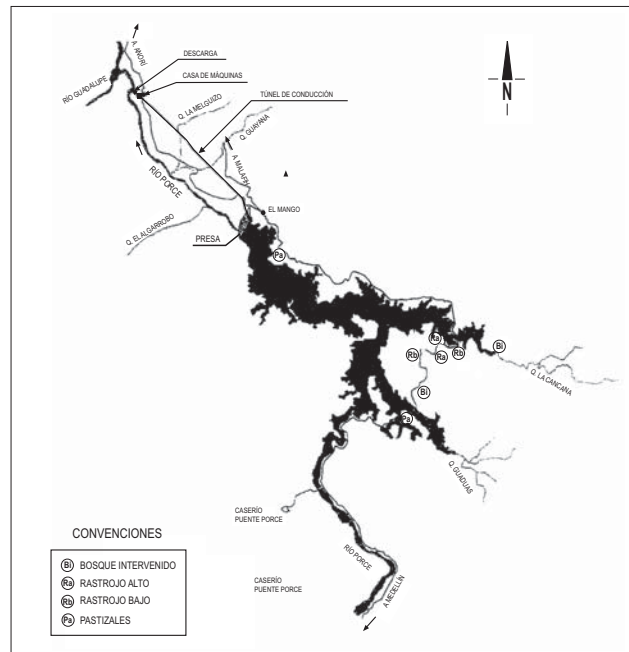 A. ANORÍ
DESCARGA
CASA DE MÁQUINAS
RÍO GUADALUPE
Q. LA MELGUIZO
TÚNEL DE CONDUCCIÓN
N
Q. GUAYANA
RÍO PORCE
EL MANGO
Q. EL ALGARROBO
PRESA
Pa
Ra
Rb
Ra
Rb
Bi
Q. LA CANCANA
Bi
Pa
Q. GUADUAS
CASERÍO
PUENTE PORCE
CONVENCIONES
RÍO PORCE
Bi BOSQUE INTERVENIDO
Ra RASTROJO ALTO
Rb RASTROJO BAJO
Pa PASTIZALES
CASERÍO
PUENTE PORCE
A MEDELLÍN